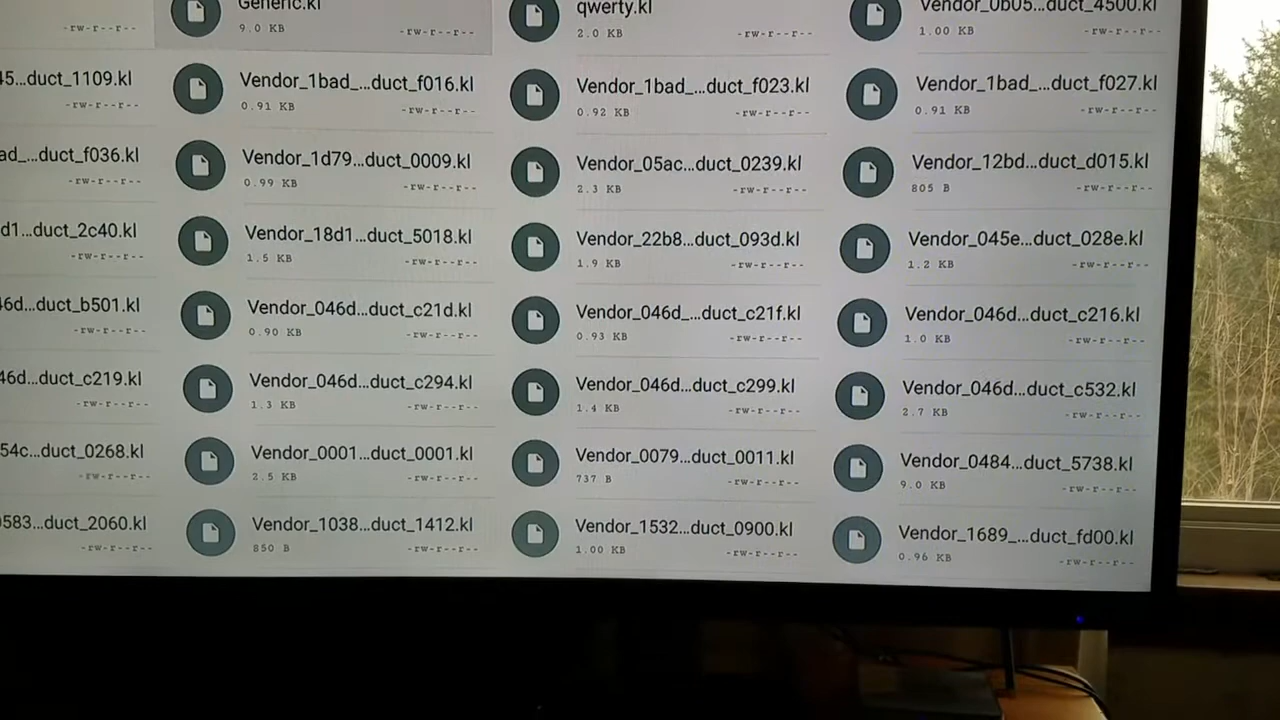 Generic.kl
qwerty.kl
Vendor_0b05...duct_4500.kl
-rw-r--r--
9.0 KB -rw-r--r--
2.0 KB -rw-r--r--
1.00 KB -rw-r--r--
45...duct_1109.kl
Vendor_1bad_...duct_f016.kl
Vendor_1bad_...duct_f023.kl
Vendor_1bad_...duct_f027.kl
-rw-r--r--
0.91 KB -rw-r--r--
0.92 KB -rw-r--r--
0.91 KB -rw-r--r--
ad_...duct_f036.kl
Vendor_1d79...duct_0009.kl
Vendor_05ac...duct_0239.kl
Vendor_12bd...duct_d015.kl
-rw-r--r--
0.99 KB -rw-r--r--
2.3 KB -rw-r--r--
805 B -rw-r--r--
d1...duct_2c40.kl
Vendor_18d1...duct_5018.kl
Vendor_22b8...duct_093d.kl
Vendor_045e...duct_028e.kl
-rw-r--r--
1.5 KB -rw-r--r--
1.9 KB -rw-r--r--
1.2 KB -rw-r--r--
46d...duct_b501.kl
Vendor_046d...duct_c21d.kl
Vendor_046d_...duct_c21f.kl
Vendor_046d...duct_c216.kl
-rw-r--r--
0.90 KB -rw-r--r--
0.93 KB -rw-r--r--
1.0 KB -rw-r--r--
46d...duct_c219.kl
Vendor_046d...duct_c294.kl
Vendor_046d...duct_c299.kl
Vendor_046d...duct_c532.kl
-rw-r--r--
1.3 KB -rw-r--r--
1.4 KB -rw-r--r--
2.7 KB -rw-r--r--
54c...duct_0268.kl
Vendor_0001...duct_0001.kl
Vendor_0079...duct_0011.kl
Vendor_0484...duct_5738.kl
-rw-r--r--
2.5 KB -rw-r--r--
737 B -rw-r--r--
9.0 KB -rw-r--r--
0583...duct_2060.kl
Vendor_1038...duct_1412.kl
Vendor_1532...duct_0900.kl
Vendor_1689_...duct_fd00.kl
-rw-r--r--
850 B -rw-r--r--
1.00 KB -rw-r--r--
0.96 KB -rw-r--r--